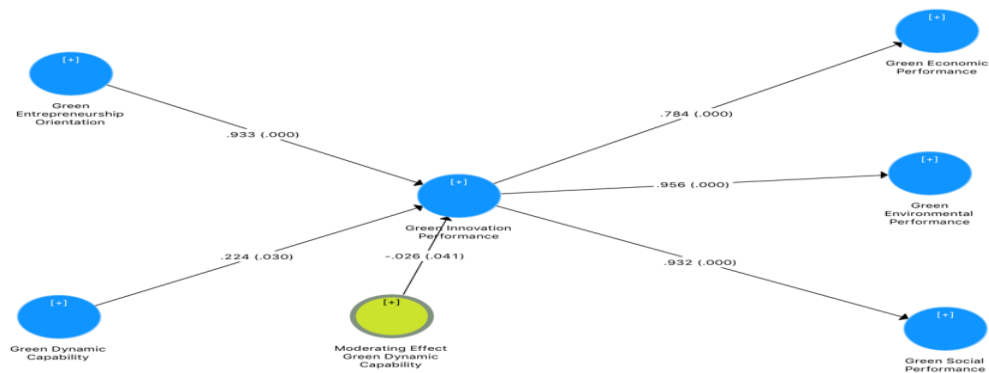 [+]
Green Economic
Performance
[+]
Green
Entrepreneurship
Orientation
.784 (.000)
.933 (.000)
[+]
Green
Environmental
Performance
.956 (.000)
[+]
Green Innovation
Performance
.224 (.030)
-.026 (.041)
.932 (.000)
[+]
Green Dynamic
Capability
[+]
Moderating Effect
Green Dynamic
Capability
[+]
Green Social
Performance